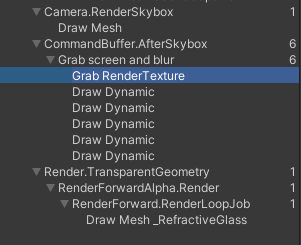 Camera.RenderSkybox 1
Draw Mesh
CommandBuffer.AfterSkybox 6
Grab screen and blur 6
Grab RenderTexture
Draw Dynamic
Draw Dynamic
Draw Dynamic
Draw Dynamic
Draw Dynamic
Render.TransparentGeometry 1
RenderForwardAlpha.Render 1
RenderForward.RenderLoopJob 1
Draw Mesh _RefractiveGlass